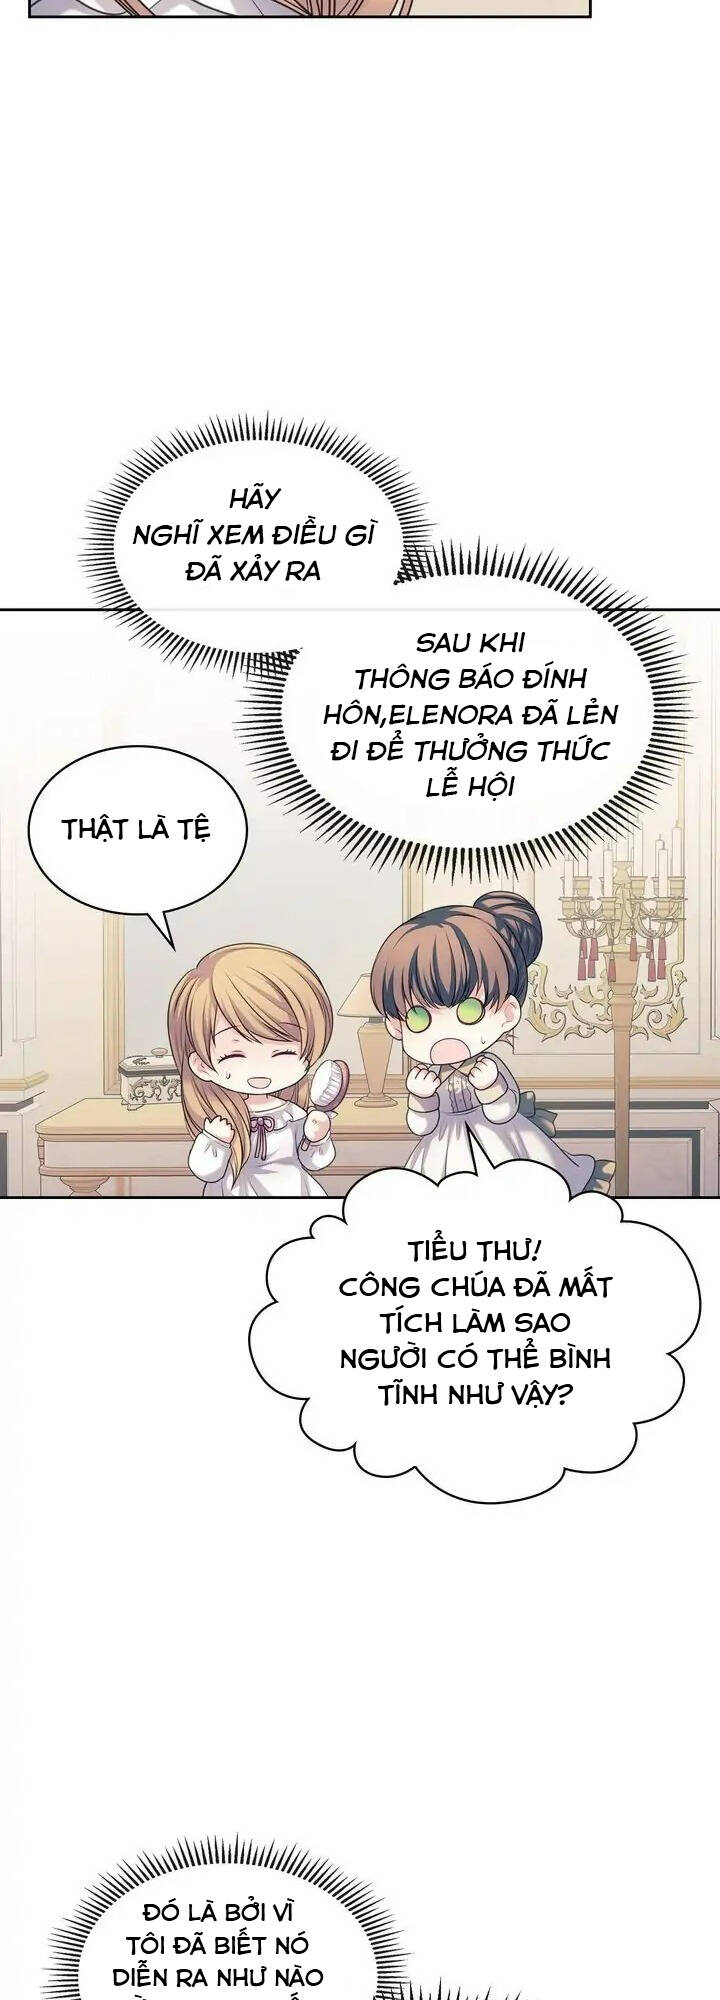 HÃY
NGHĨ XEM ĐIỀU GÌ
ĐÃ XẢY RA
SAU KHI
THÔNG BÁO ĐÍNH
HÔN,ELENORA ĐÃ LẺN
ĐI ĐỂ THƯỞNG THỨC
LỄ HỘI
THẬT LÀ TỆ
TIỂU THƯ!
CÔNG CHÚA ĐÃ MẤT
TÍCH LÀM SAO
NGƯỜI CÓ THỂ BÌNH
TĨNH NHƯ VẬY?
ĐÓ LÀ BỞI VÌ
TÔI ĐÃ BIẾT NÓ
DIỄN RA NHƯ NÀO